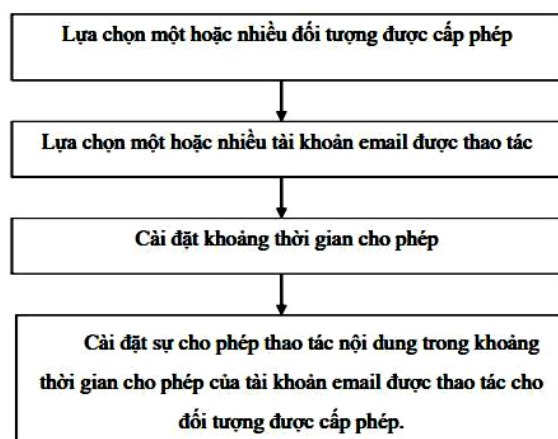 Lựa chọn một hoặc nhiều đối tượng được cấp phép
Lựa chọn một hoặc nhiều tài khoản email được thao tác
Cài đặt khoảng thời gian cho phép
Cài đặt sự cho phép thao tác nội dung trong khoảng
thời gian cho phép của tài khoản email được thao tác cho
đối tượng được cấp phép.